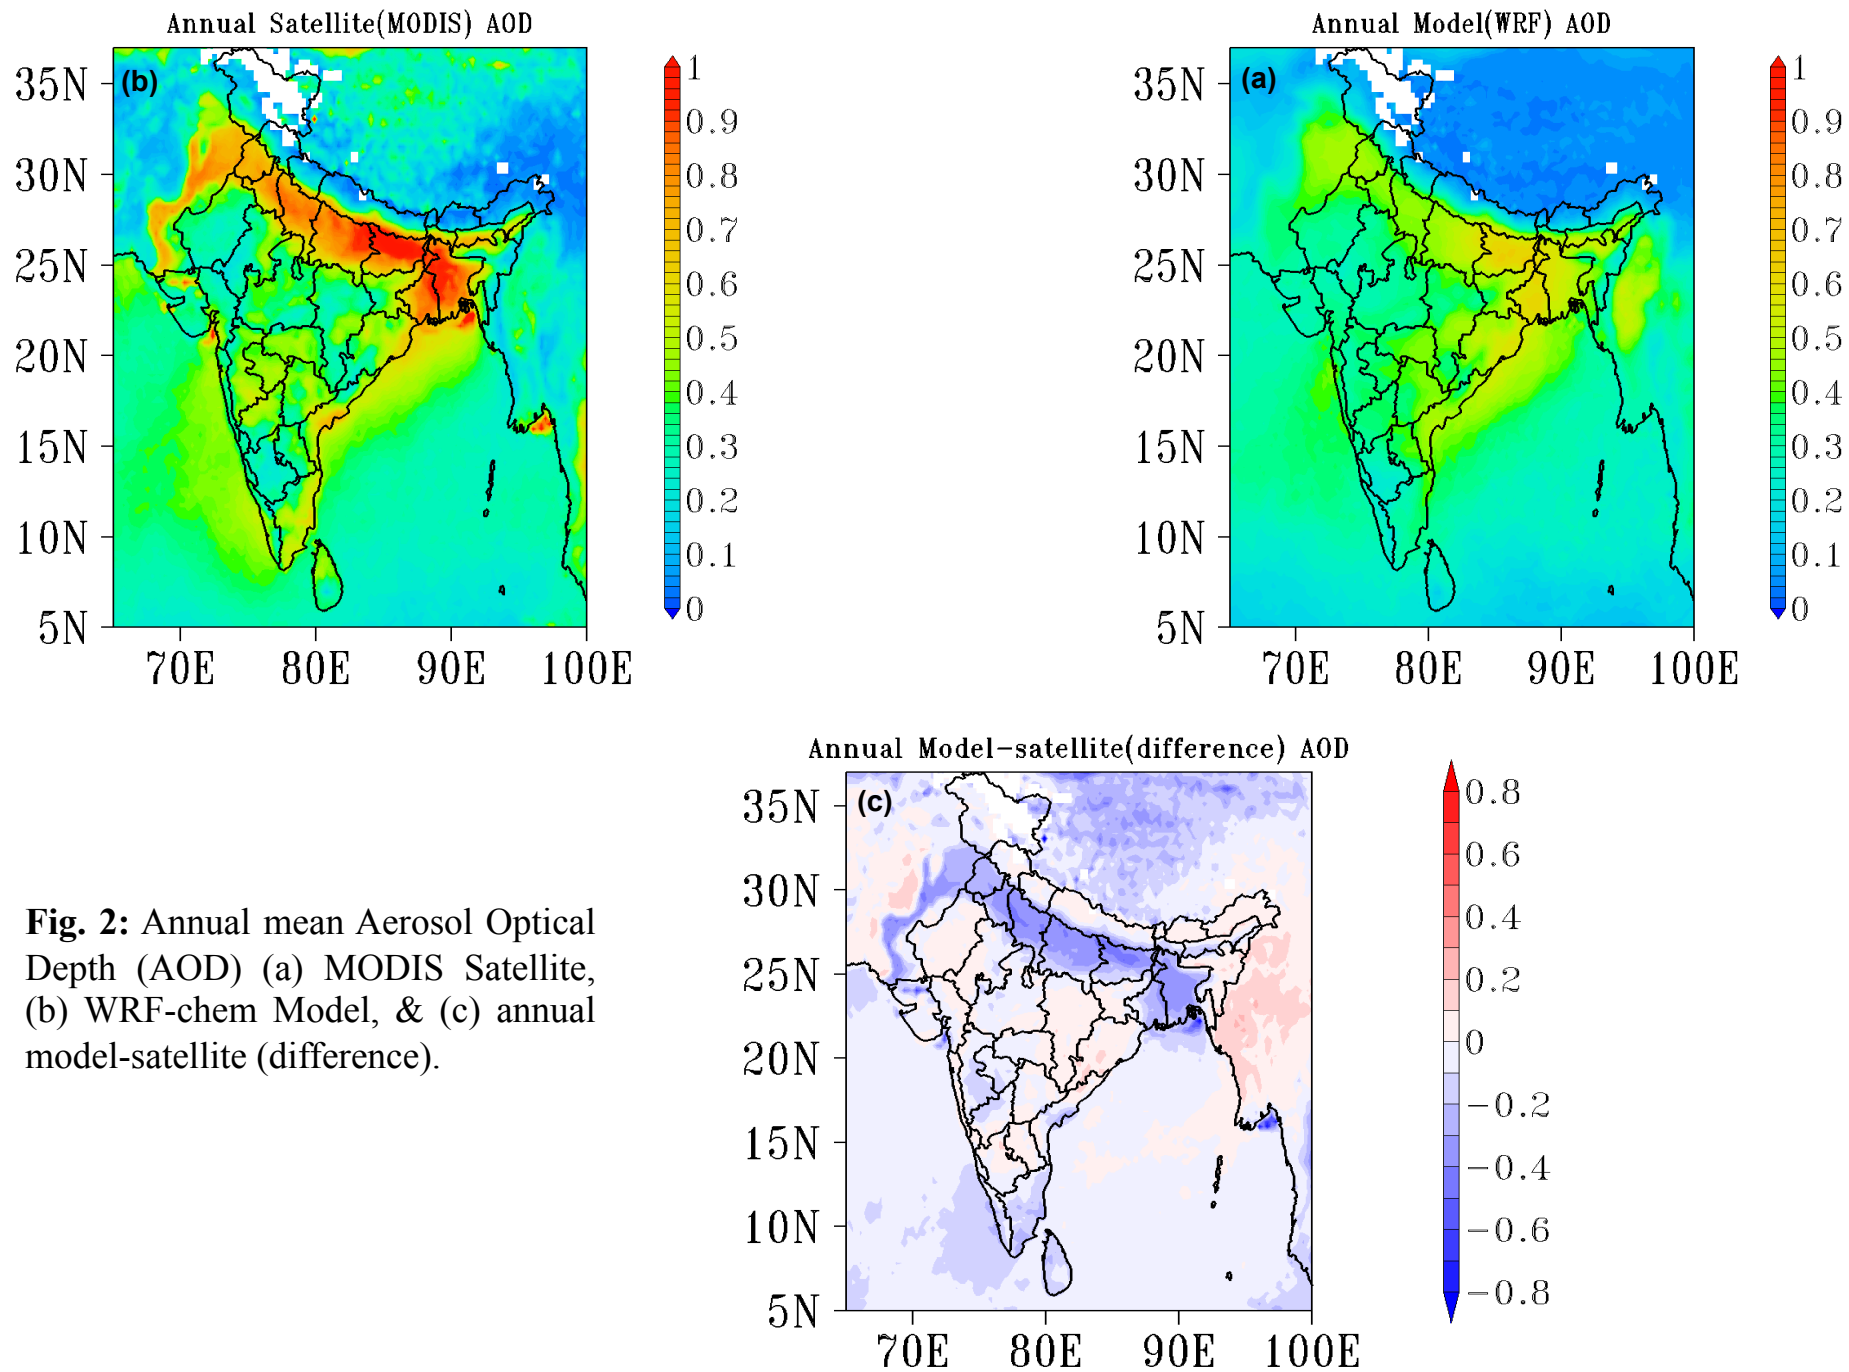 Annual Satellite(MODIS) AOD
(b)
35N
30N
25N
20N
15N
10N
5N
70E 80E 90E 100E
1
0.9
0.8
0.7
0.6
0.5
0.4
0.3
0.2
0.1
0
Annual Model(WRF) AOD
(a)
35N
30N
25N
20N
15N
10N
5N
70E 80E 90E 100E
1
0.9
0.8
0.7
0.6
0.5
0.4
0.3
0.2
0.1
0
Annual Model-satellite(difference) AOD
(c)
35N
30N
25N
20N
15N
10N
5N
70E 80E 90E 100E
0.8
0.6
0.4
0.2
0
-0.2
-0.4
-0.6
-0.8
Fig. 2: Annual mean Aerosol Optical
Depth (AOD) (a) MODIS Satellite,
(b) WRF-chem Model, & (c) annual
model-satellite (difference).